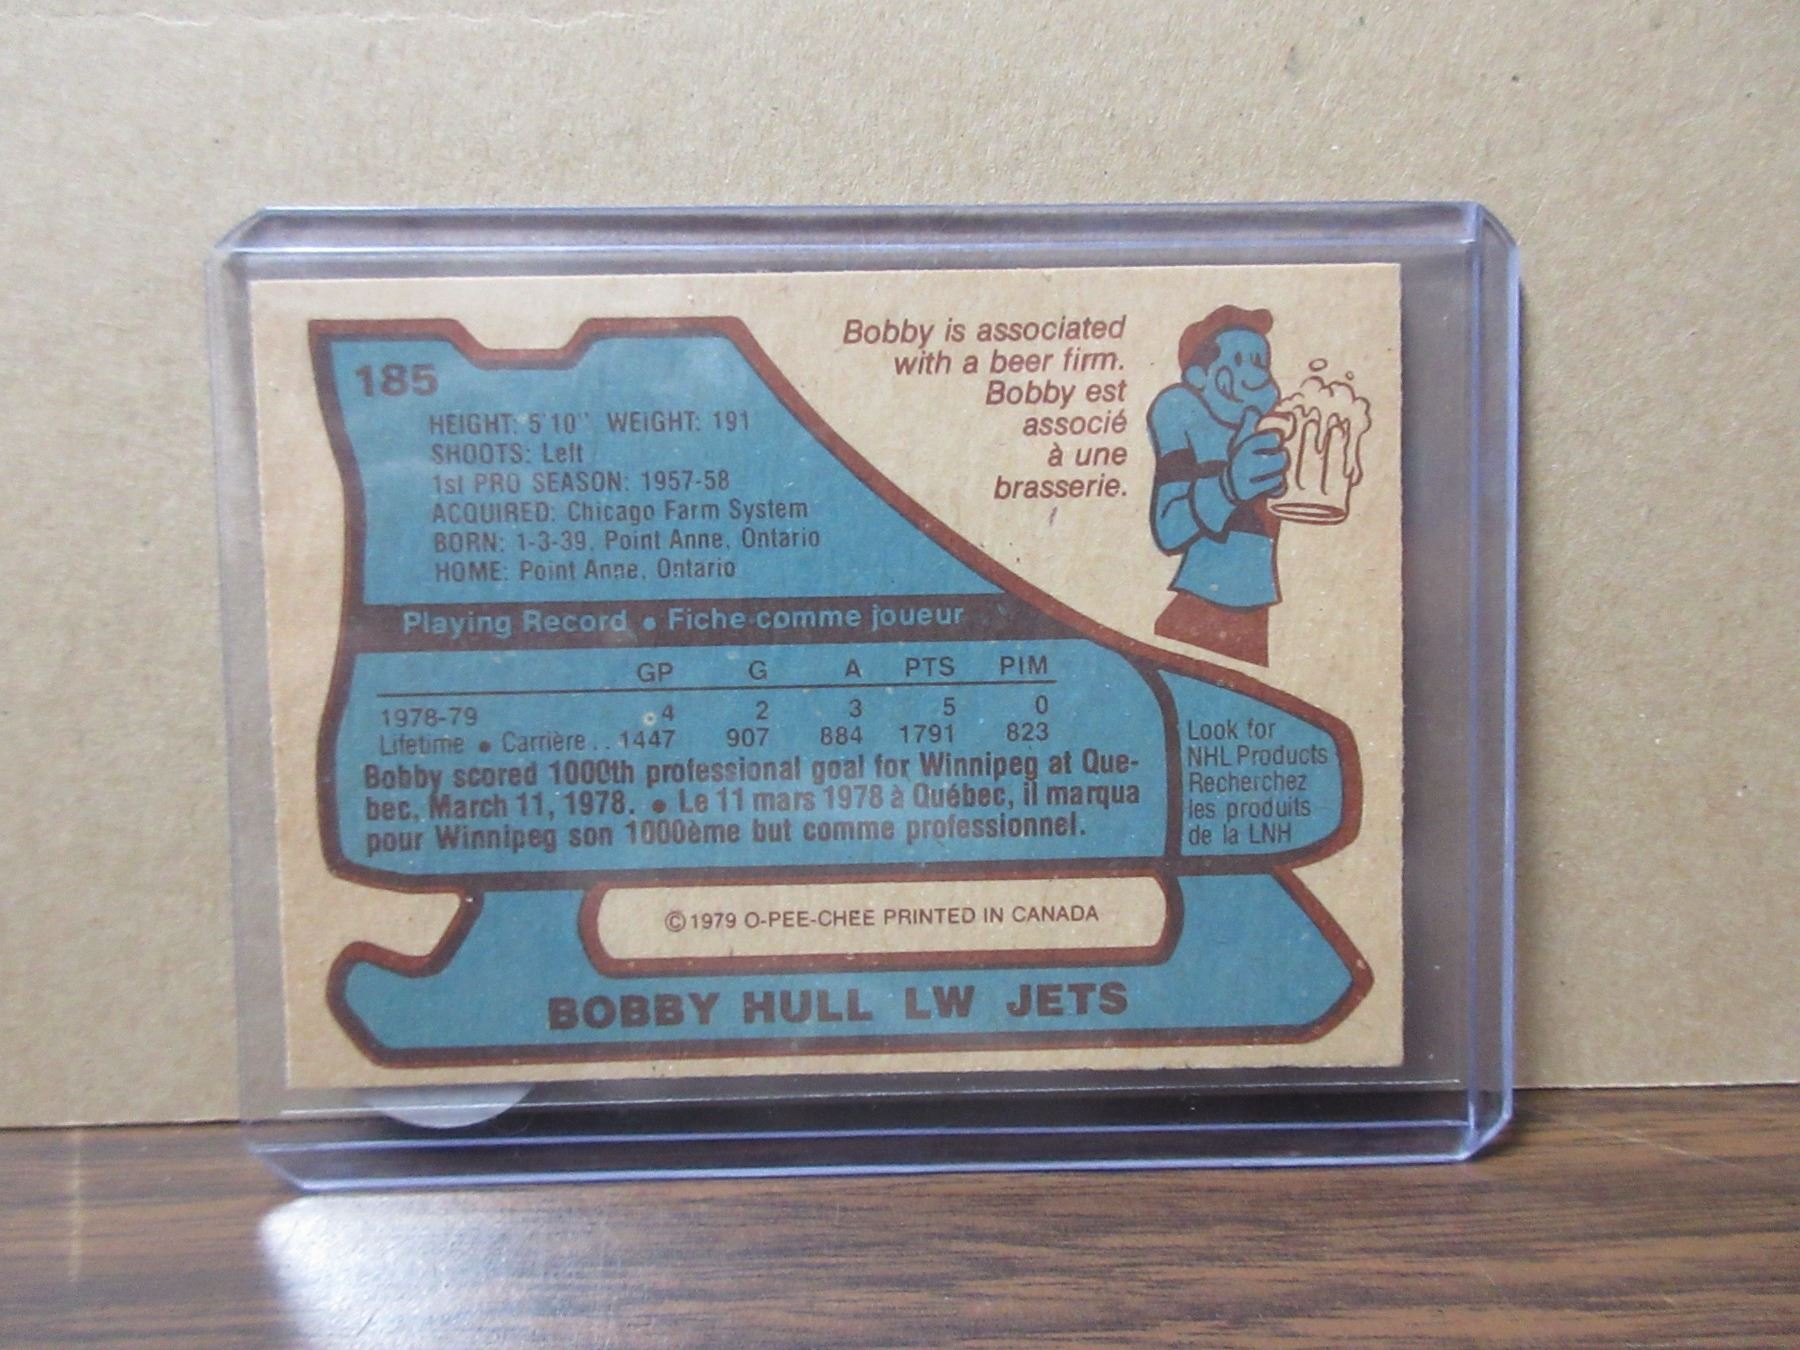 185
HEIGHT: 5'10" WEIGHT: 191
SHOOTS: Left
1st PRO SEASON: 1957-58
ACQUIRED: Chicago Farm System
BORN: 1-3-39, Point Anne, Ontario
HOME: Point Anne, Ontario
Bobby is associated
with a beer firm.
Bobby est
associé
à une
brasserie.
Playing Record • Fiche comme joueur
GP G A PTS PIM
1978-79 4 2 3 5 0
Lifetime • Carrière .. 1447 907 884 1791 823
Bobby scored 1000th professional goal for Winnipeg at Que-
bec, March 11, 1978. • Le 11 mars 1978 à Québec, il marqua
pour Winnipeg son 1000ème but comme professionnel.
Look for
NHL Products
Recherchez
les produits
de la LNH
© 1979 O-PEE-CHEE PRINTED IN CANADA
BOBBY HULL LW JETS